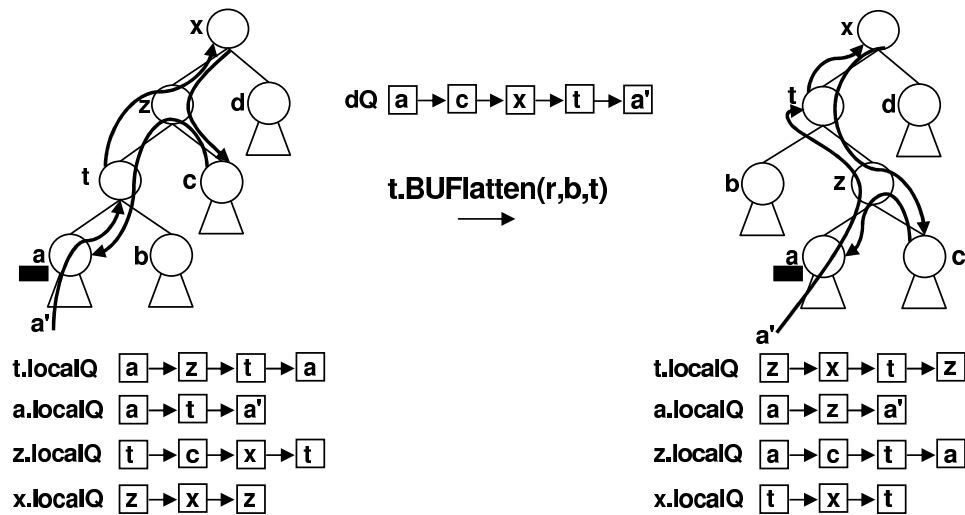 x
x
dQ a c x t a'
z
d
t
d
t
c
t.BUFlatten(r,b,t)
b
z
a
b
a
c
a'
a'
t.localQ a z t a
t.localQ z x t z
a.localQ a t a'
a.localQ a z a'
z.localQ t c x t
z.localQ a c t a
x.localQ z x z
x.localQ t x t